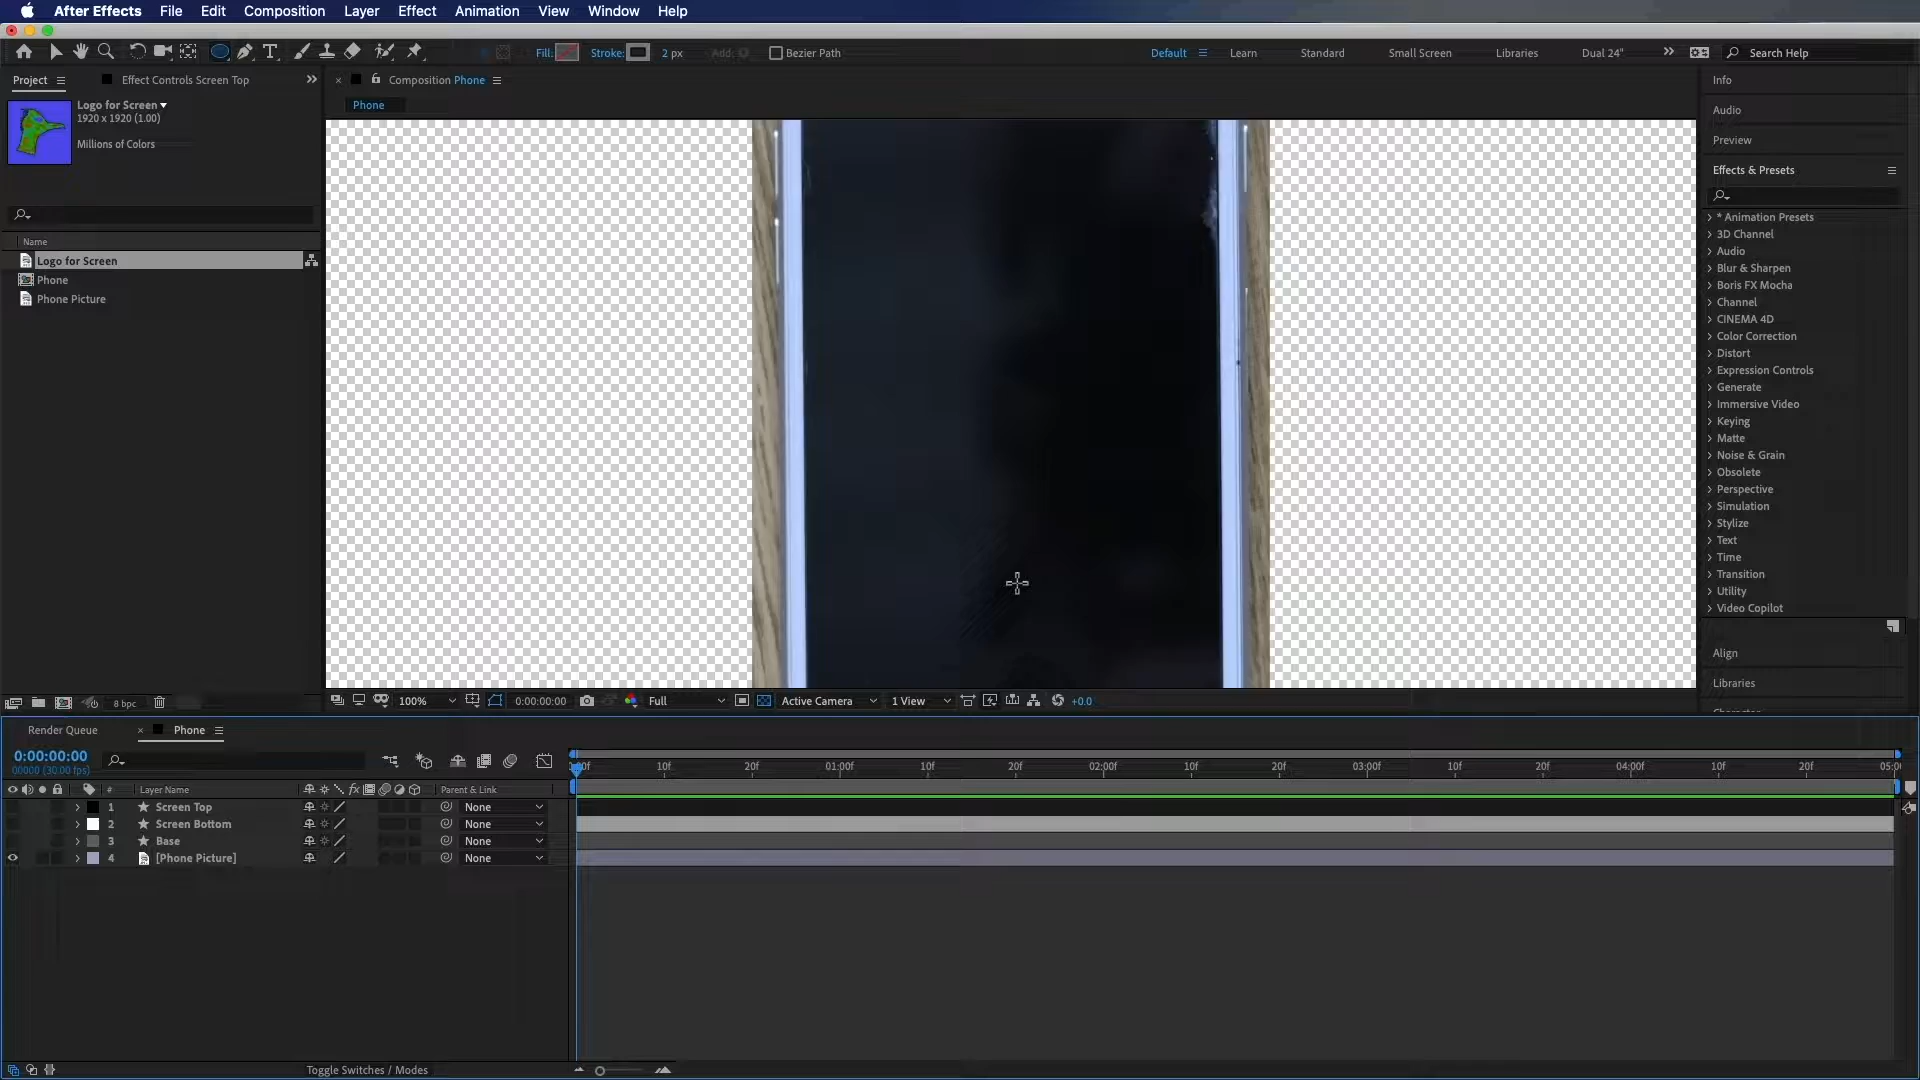 After Effects File Edit Composition Layer Effect Animation View Window Help
Fill: Stroke: 2 px Add: Bezier Path Default Learn Standard Small Screen Libraries Dual 24" Search Help
Project Effect Controls Screen Top
Composition Phone
Logo for Screen
1920 x 1920 (1.00)
Millions of Colors
Phone
Name
Logo for Screen
Phone
Phone Picture
8 bpc
100% 0:00:00:00 Full Active Camera 1 View +0.0
Info
Audio
Preview
Effects & Presets
* Animation Presets
3D Channel
Audio
Blur & Sharpen
Boris FX Mocha
Channel
CINEMA 4D
Color Correction
Distort
Expression Controls
Generate
Immersive Video
Keying
Matte
Noise & Grain
Obsolete
Perspective
Simulation
Stylize
Text
Time
Transition
Utility
Video Copilot
Align
Libraries
Render Queue Phone
0:00:00:00
00000 (30.00 fps)
10f 20f 01:00f 10f 20f 02:00f 10f 20f 03:00f 10f 20f 04:00f 10f 20f
# Layer Name fx Parent & Link
1 Screen Top None
2 Screen Bottom None
3 Base None
4 [Phone Picture] None
Toggle Switches / Modes